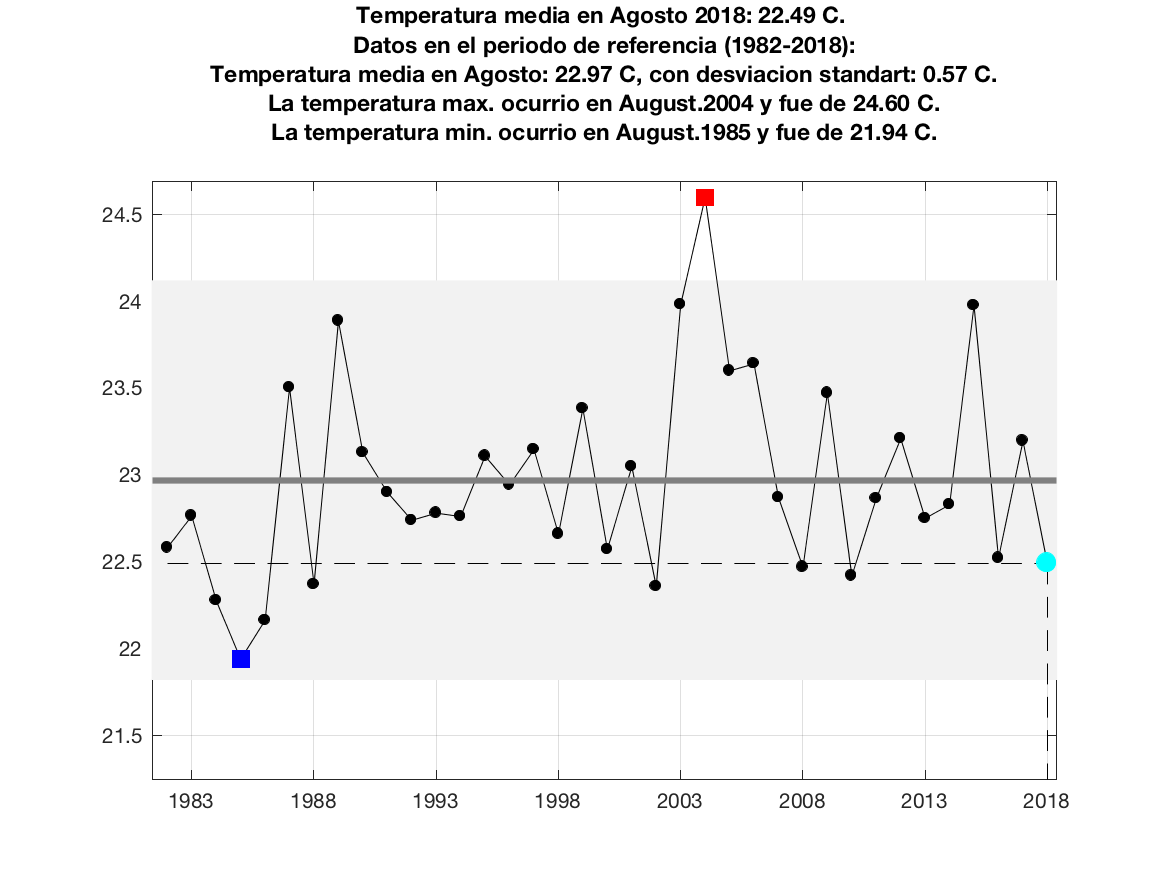 Temperatura media en Agosto 2018: 22.49 C.
Datos en el periodo de referencia (1982-2018):
Temperatura media en Agosto: 22.97 C, con desviacion standart: 0.57 C.
La temperatura max. ocurrio en August.2004 y fue de 24.60 C.
La temperatura min. ocurrio en August.1985 y fue de 21.94 C.
24.5
24
23.5
23
22.5
22
21.5
1983 1988 1993 1998 2003 2008 2013 2018